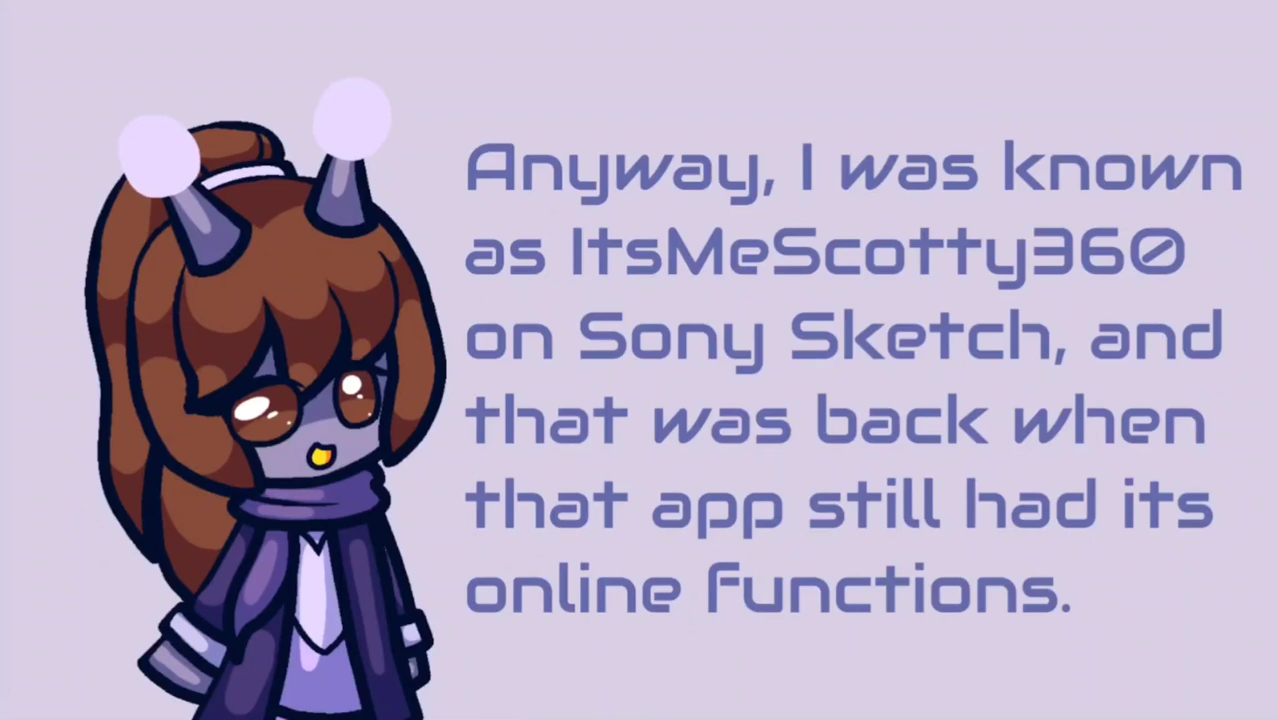 Anyway, I was known
as ItsMeScotty360
on Sony Sketch, and
that was back when
that app still had its
online functions.